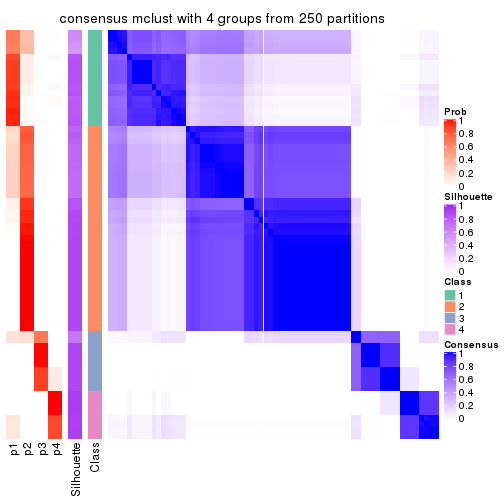 consensus mclust with 4 groups from 250 partitions
Prob
1
0.8
0.6
0.4
0.2
0
Silhouette
1
0.8
0.6
0.4
0.2
0
Class
1
2
3
4
Consensus
1
0.8
0.6
0.4
0.2
0
p1
p2
p3
p4
Silhouette
Class